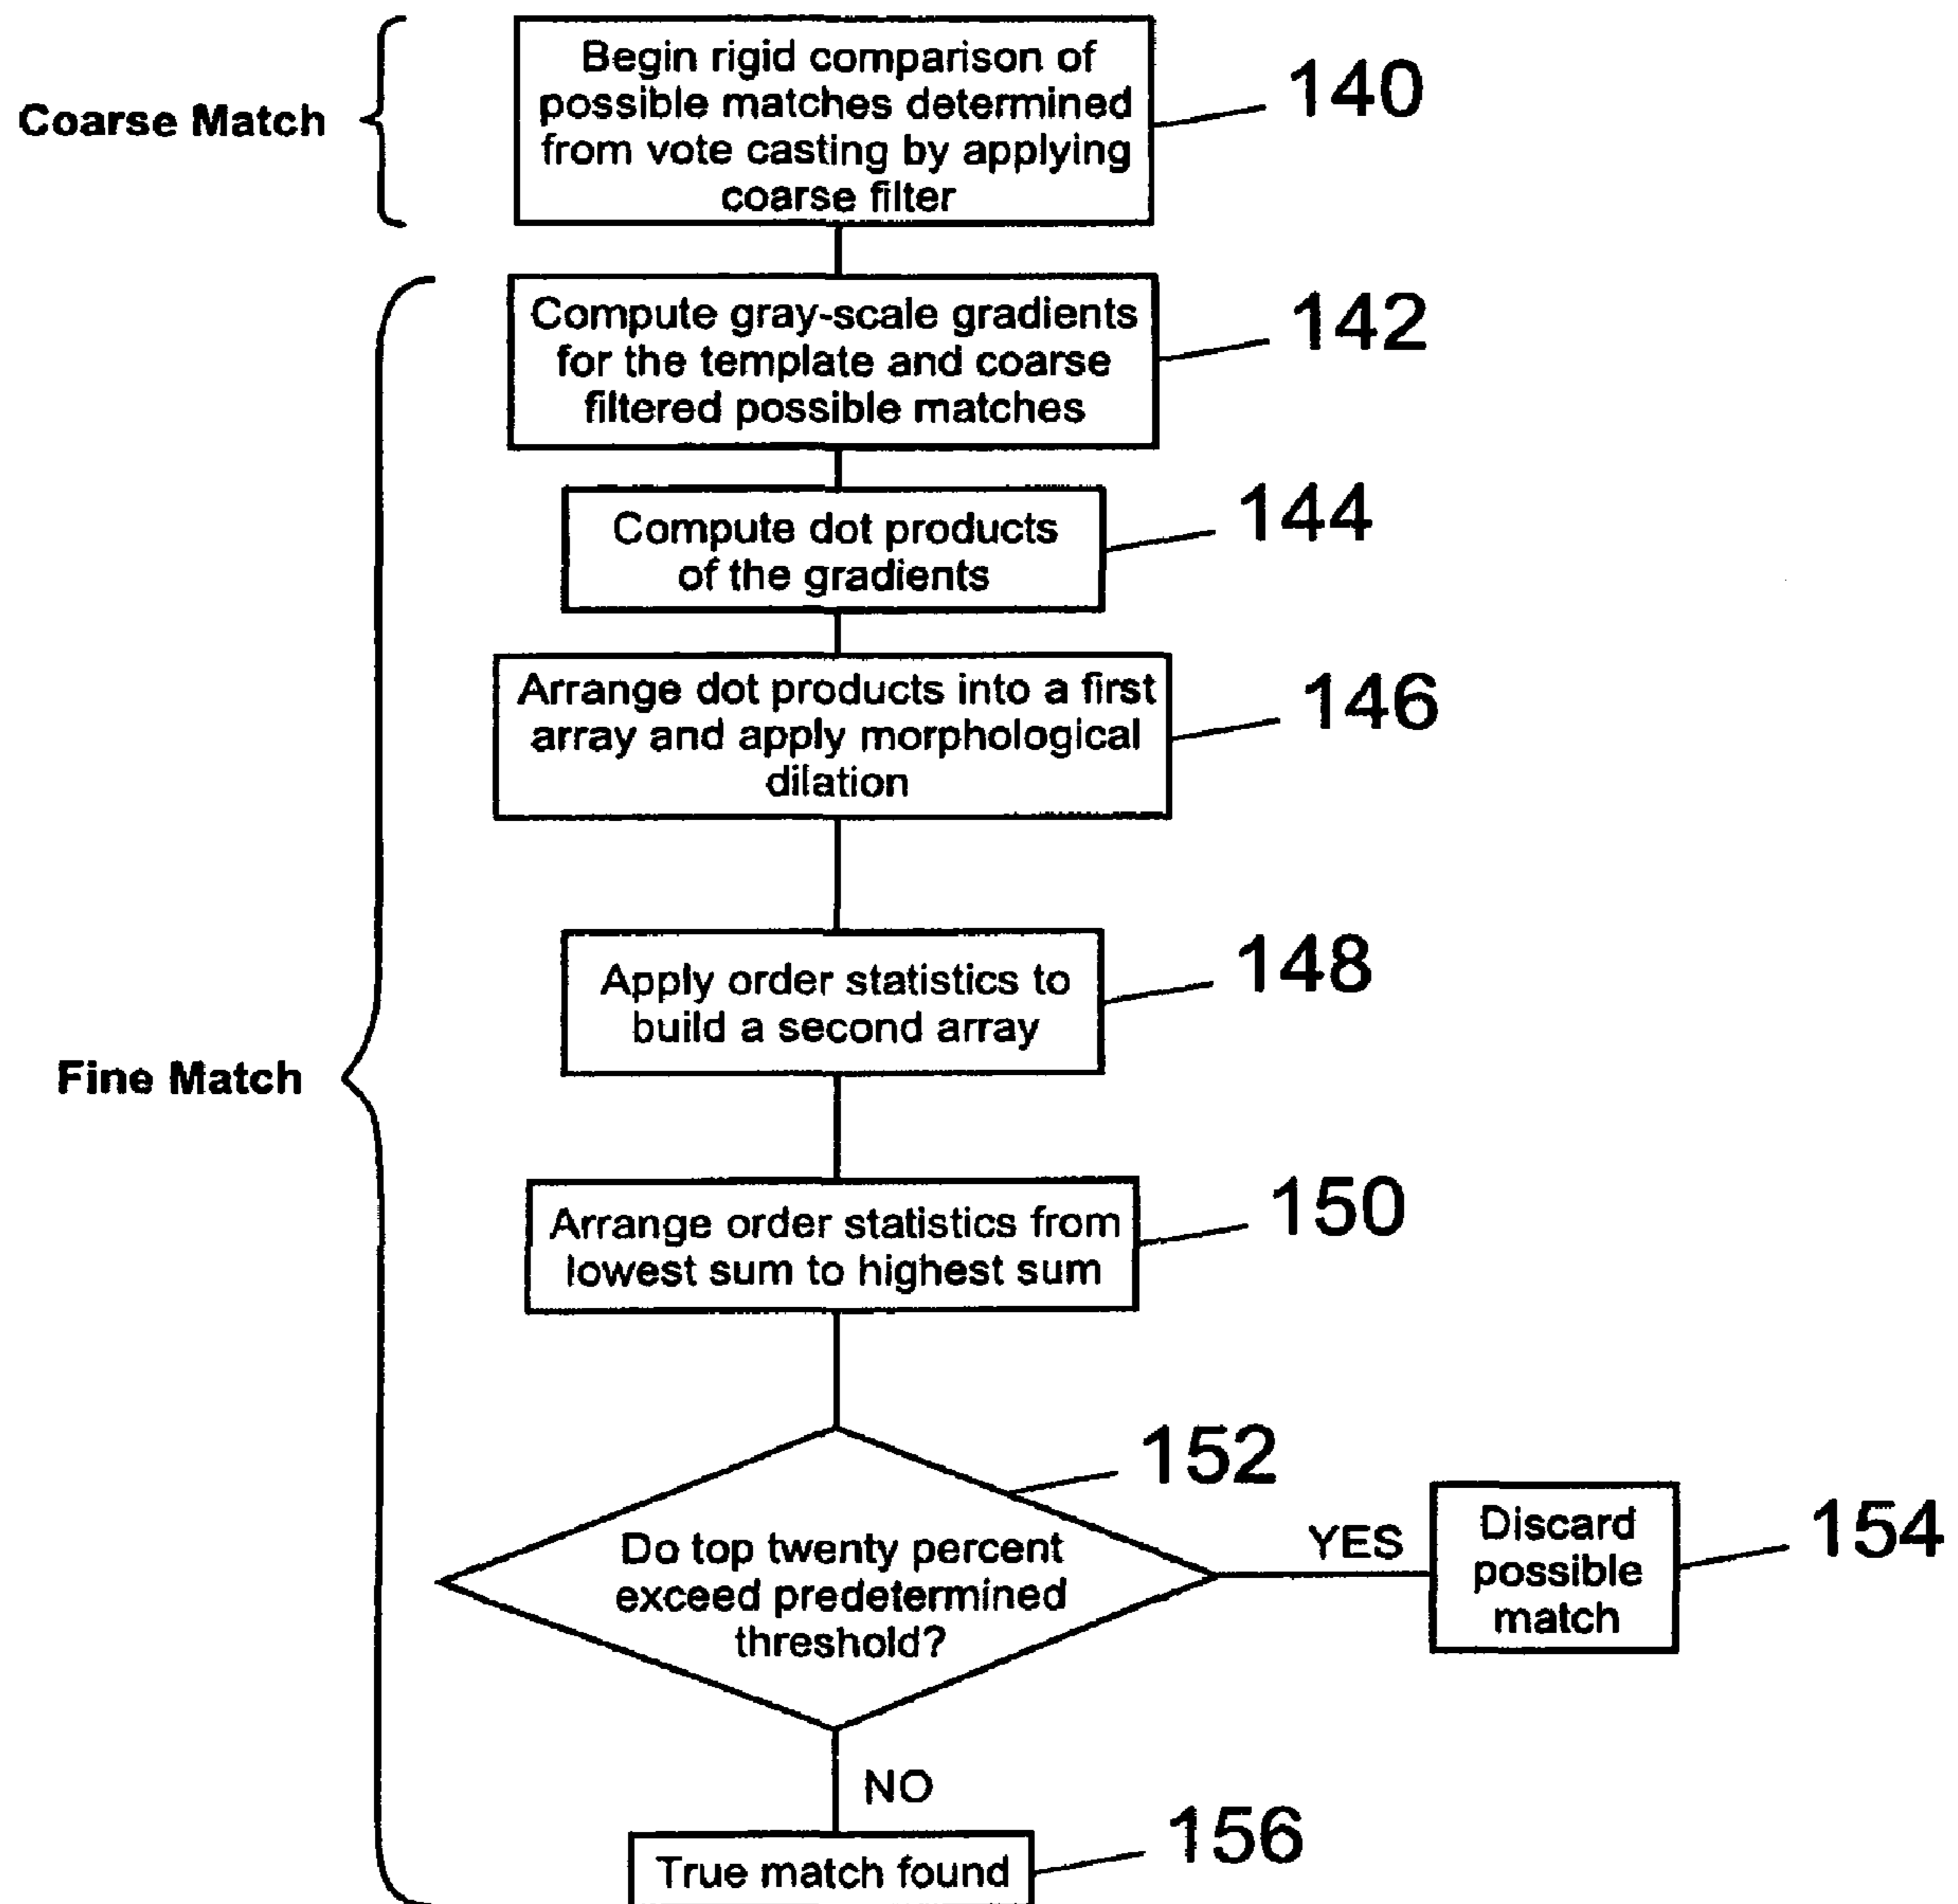 Coarse Match
Begin rigid comparison of
possible matches determined
from vote casting by applying
coarse filter
140
Compute gray-scale gradients
for the template and coarse
filtered possible matches
142
Compute dot products
of the gradients
144
Arrange dot products into a first
array and apply morphological
dilation
146
Apply order statistics to
build a second array
148
Fine Match
Arrange order statistics from
lowest sum to highest sum
150
Do top twenty percent
exceed predetermined
threshold?
152
YES
Discard
possible
match
154
NO
True match found
156